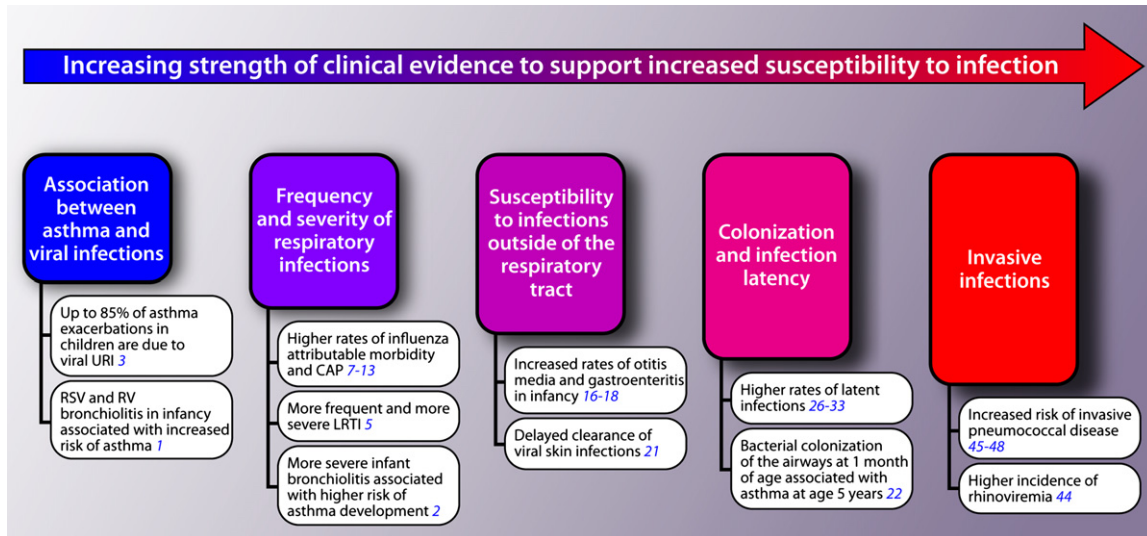 Increasing strength of clinical evidence to support increased susceptibility to infection
Association
between
asthma and
viral infections
Up to 85% of asthma
exacerbations in
children are due to
viral URI 3
RSV and RV
bronchiolitis in infancy
associated with increased
risk of asthma 1
Frequency
and severity of
respiratory
infections
Higher rates of influenza
attributable morbidity
and CAP 7-13
More frequent and more
severe LRTI 5
More severe infant
bronchiolitis associated
with higher risk of
asthma development 2
Susceptibility
to infections
outside of the
respiratory
tract
Increased rates of otitis
media and gastroenteritis
in infancy 16-18
Delayed clearance of
viral skin infections 21
Colonization
and infection
latency
Higher rates of latent
infections 26-33
Bacterial colonization
of the airways at 1 month
of age associated with
asthma at age 5 years 22
Invasive
infections
Increased risk of invasive
pneumococcal disease
45-48
Higher incidence of
rhinoviremia 44